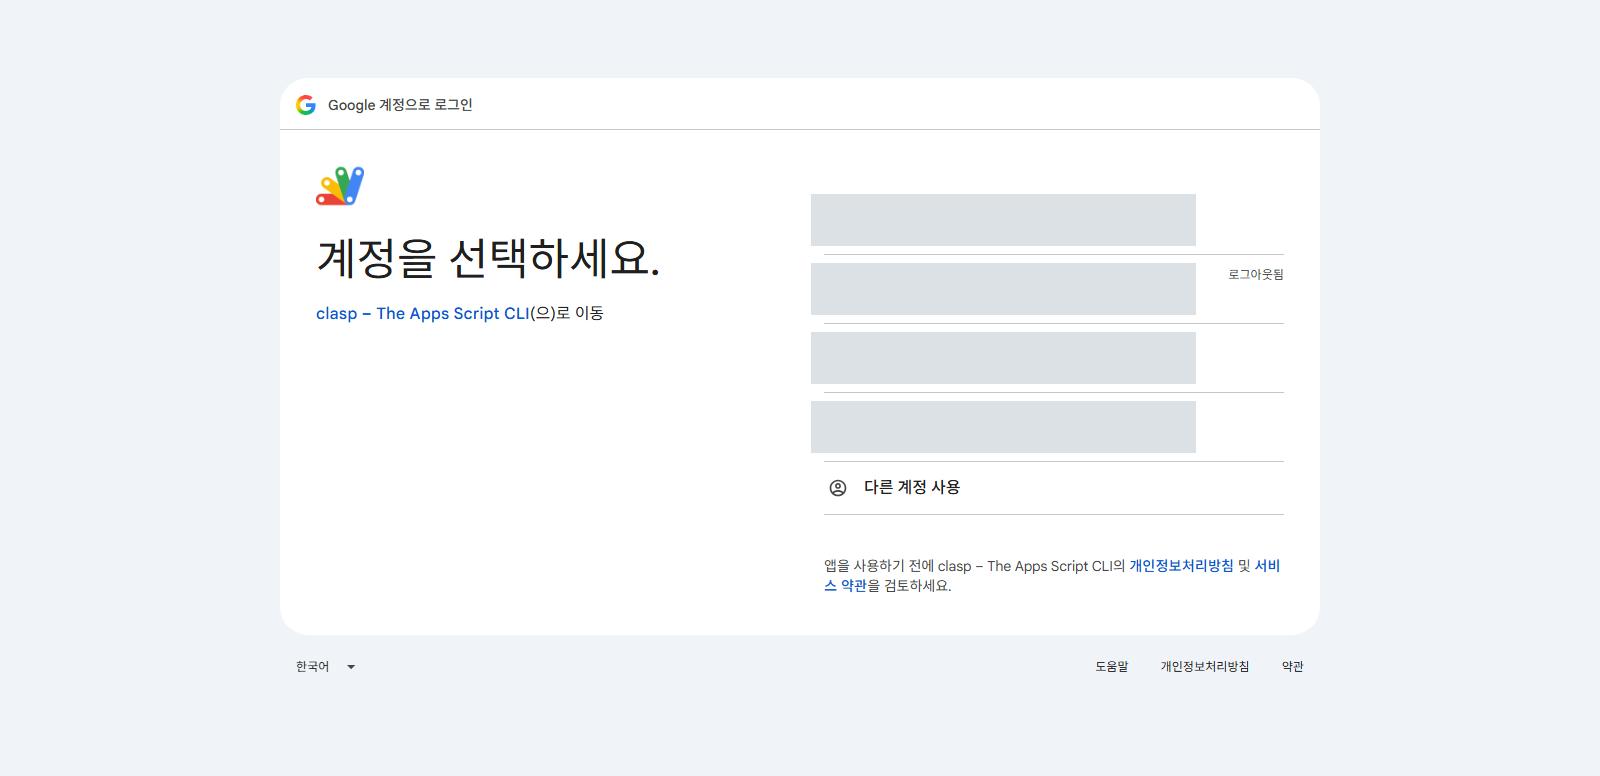 Google 계정으로 로그인
계정을 선택하세요.
clasp – The Apps Script CLI(으)로 이동
로그아웃됨
다른 계정 사용
앱을 사용하기 전에 clasp – The Apps Script CLI의 개인정보처리방침 및 서비
스 약관을 검토하세요.
한국어
도움말
개인정보처리방침
약관